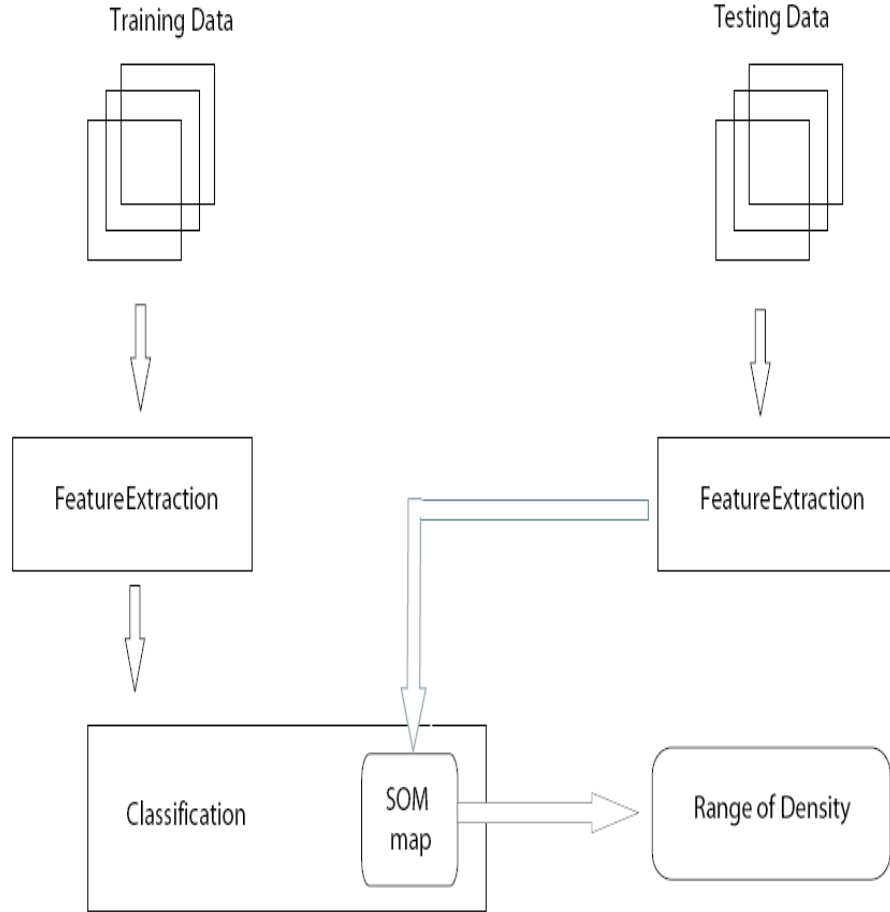 Training Data
Testing Data
FeatureExtraction
FeatureExtraction
Classification
SOM
map
Range of Density